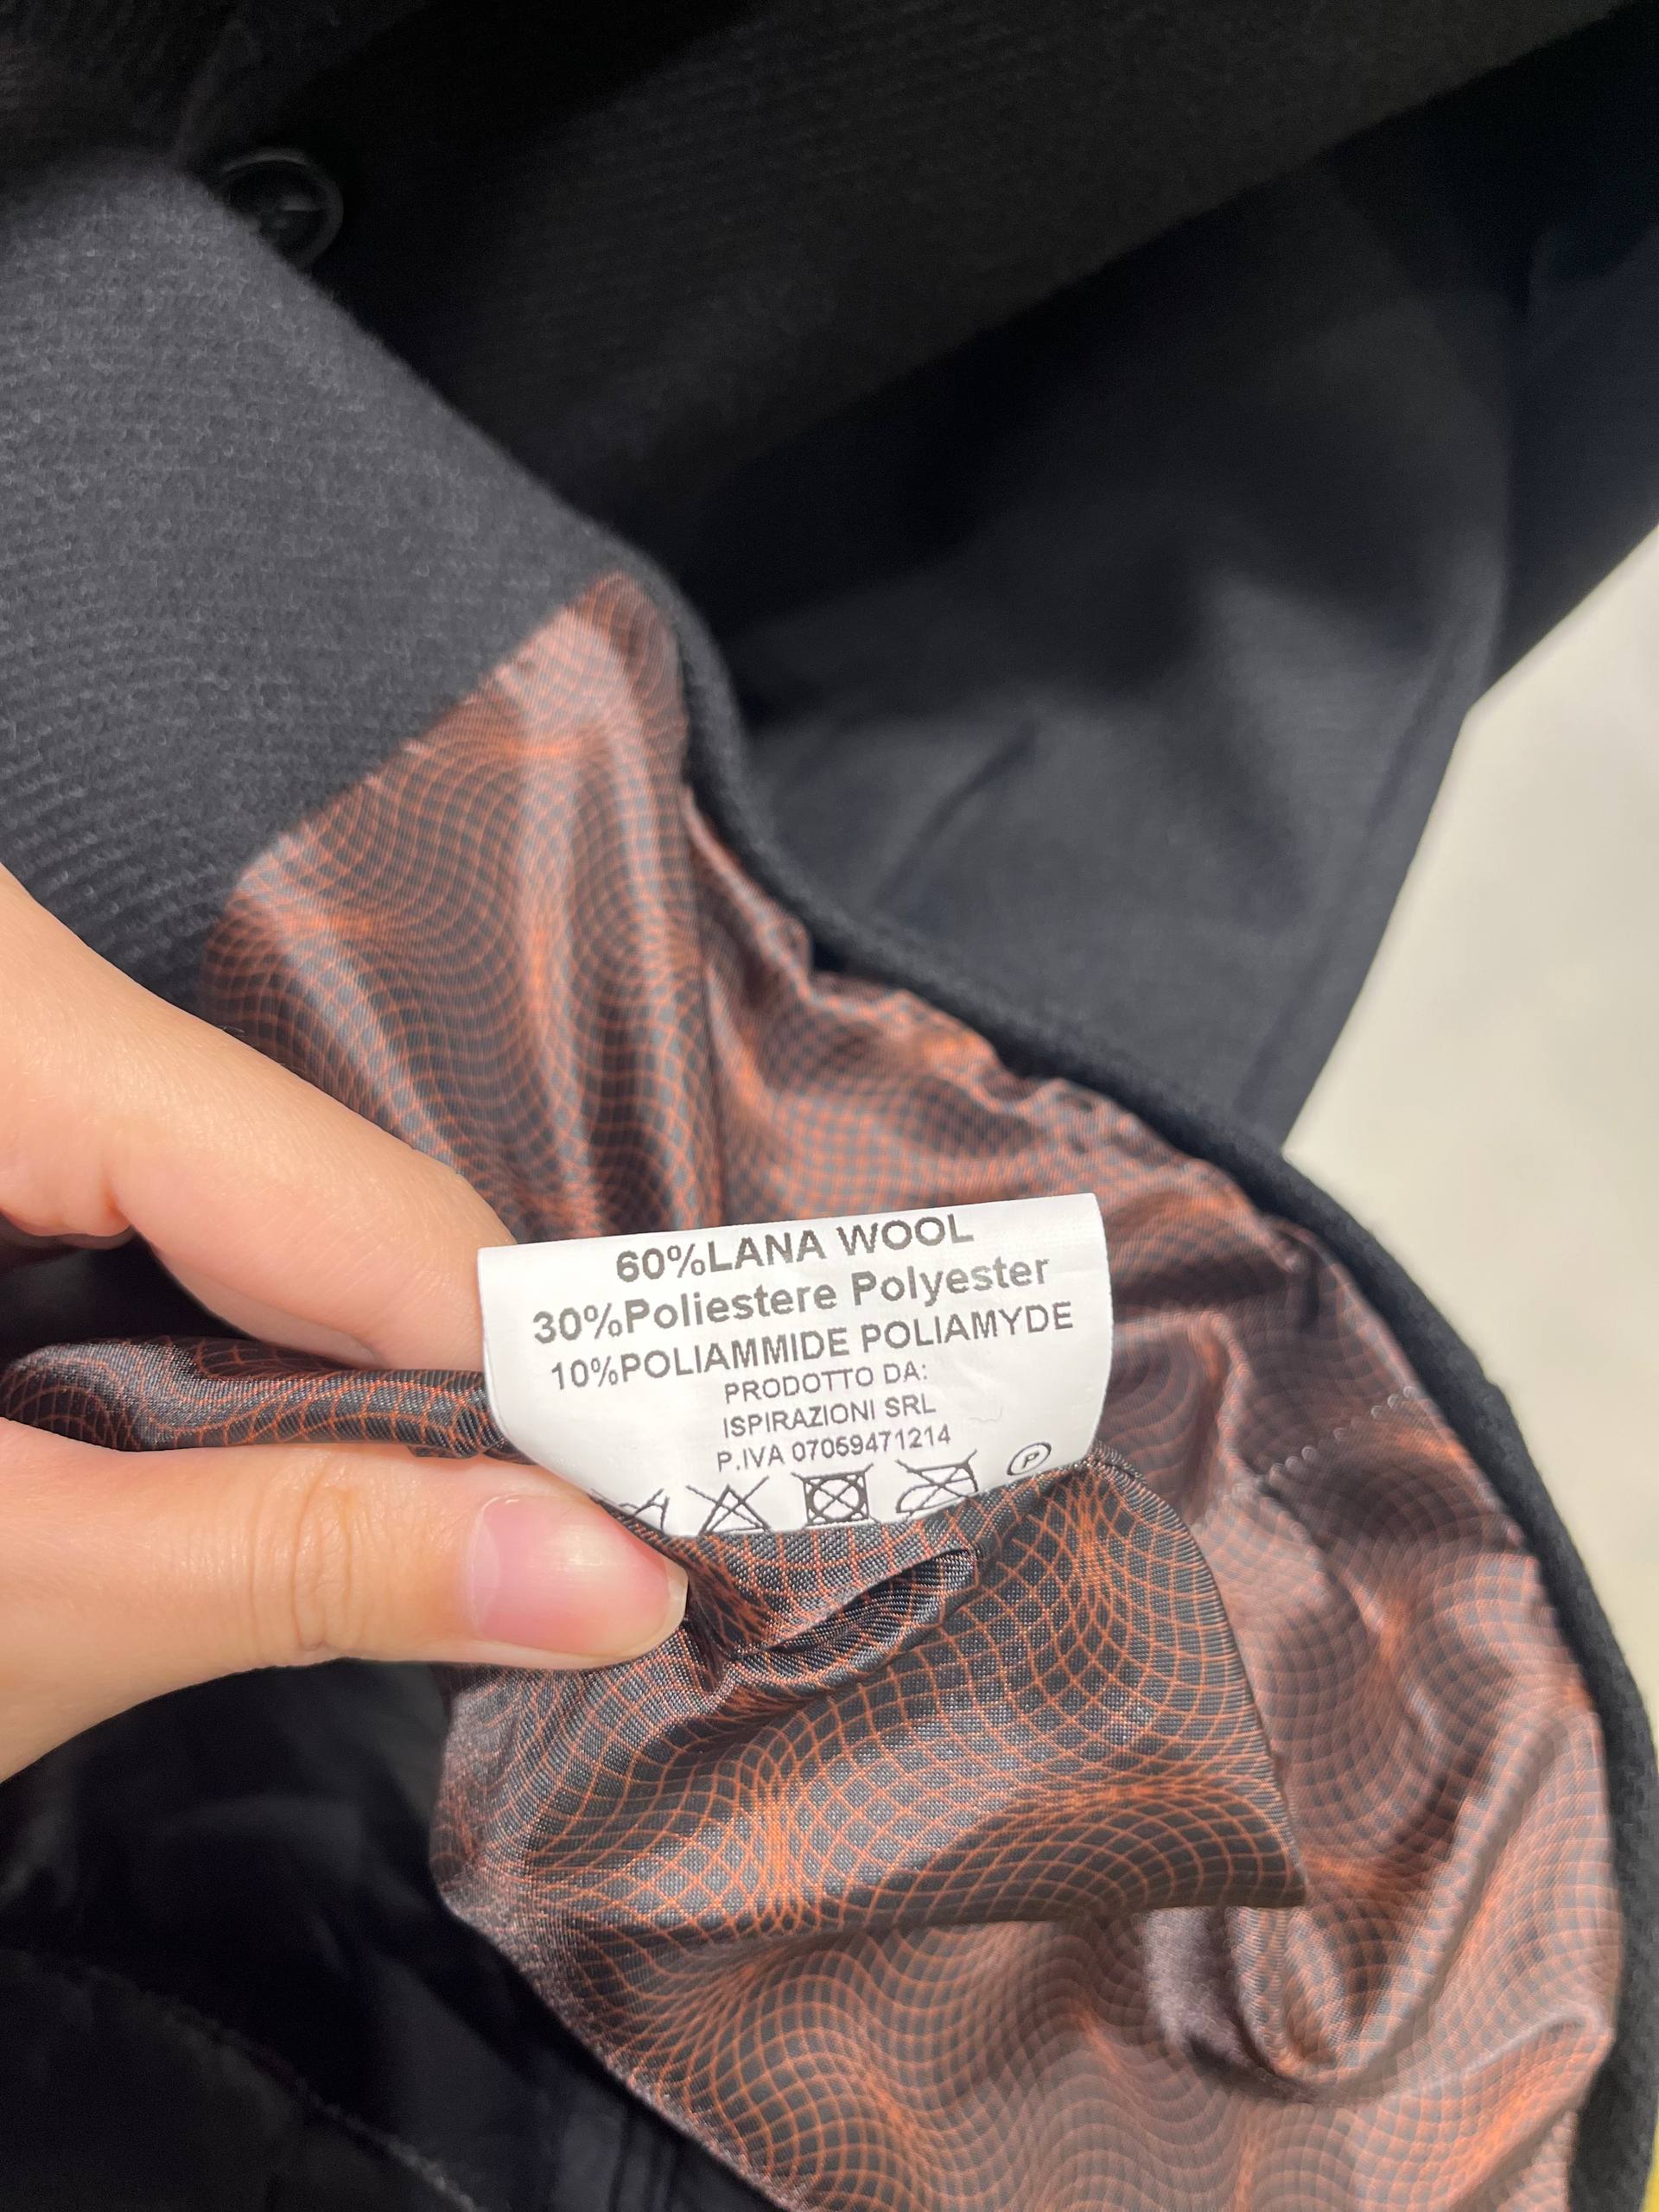 60%LANA WOOL
30%Poliestere Polyester
10%POLIAMMIDE POLIAMYDE
PRODOTTO DA:
ISPIRAZIONI SRL
P.IVA 07059471214
P